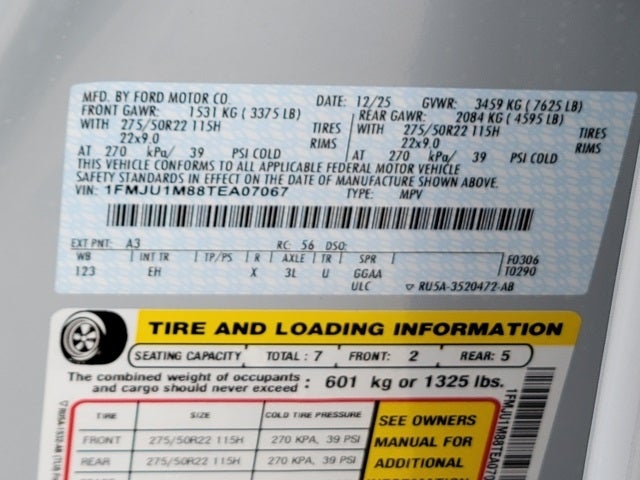 MFD. BY FORD MOTOR CO. DATE: 12/25 GVWR: 3459 KG ( 7625 LB)
FRONT GAWR: 1531 KG ( 3375 LB) REAR GAWR: 2084 KG ( 4595 LB)
WITH 275/50R22 115H TIRES WITH 275/50R22 115H TIRES
22x9.0 RIMS 22x9.0 RIMS
AT 270 kPa/ 39 PSI COLD AT 270 kPa/ 39 PSI COLD
THIS VEHICLE CONFORMS TO ALL APPLICABLE FEDERAL MOTOR VEHICLE
SAFETY STANDARDS IN EFFECT ON THE DATE OF MANUFACTURE SHOWN ABOVE.
VIN: 1FMJU1M88TEA07067 TYPE: MPV
EXT PNT: A3 RC: 56 DSO:
WB INT TR TP/PS R AXLE TR SPR F0306
123 EH X 3L U GGAA T0290
ULC ▽ RU5A-3520472-AB
TIRE AND LOADING INFORMATION
SEATING CAPACITY TOTAL : 7 FRONT: 2 REAR: 5
The combined weight of occupants and cargo should never exceed : 601 kg or 1325 lbs.
TIRE SIZE COLD TIRE PRESSURE
FRONT 275/50R22 115H 270 KPA, 39 PSI
REAR 275/50R22 115H 270 KPA, 39 PSI
SEE OWNERS
MANUAL FOR
ADDITIONAL
INFORMATION
1FMJU1M88TEA070